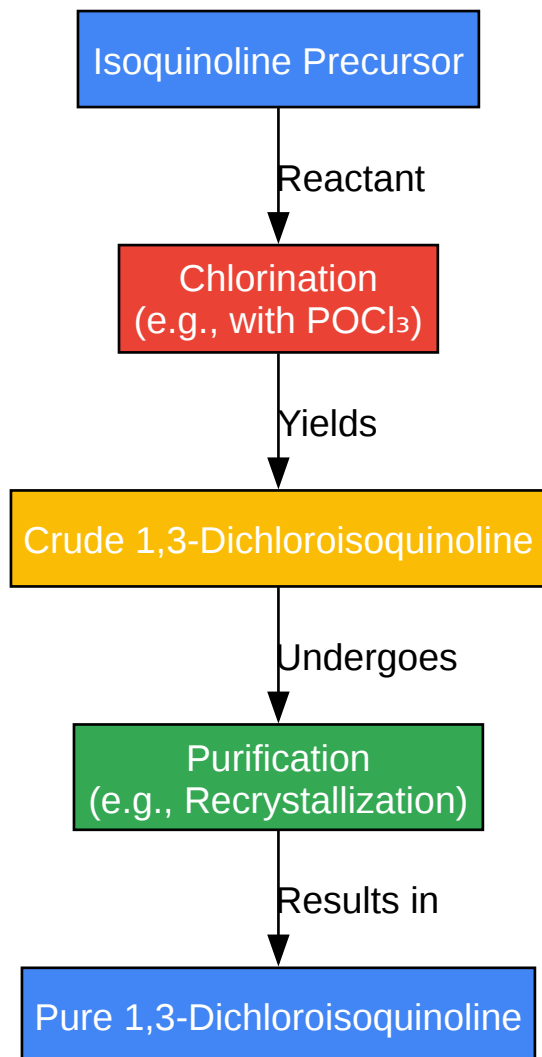 Isoquinoline Precursor
Reactant
Chlorination
(e.g., with POCl₃)
Yields
Crude 1,3-Dichloroisoquinoline
Undergoes
Purification
(e.g., Recrystallization)
Results in
Pure 1,3-Dichloroisoquinoline